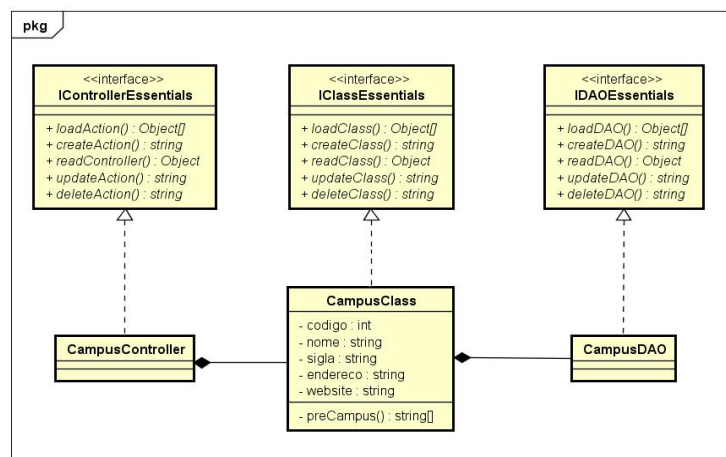 pkg
<<interface>>
IControllerEssentials
+ loadAction() : Object[]
+ createAction() : string
+ readController() : Object
+ updateAction() : string
+ deleteAction() : string
<<interface>>
IClassEssentials
+ loadClass() : Object[]
+ createClass() : string
+ readClass() : Object
+ updateClass() : string
+ deleteClass() : string
<<interface>>
IDAOEssentials
+ loadDAO() : Object[]
+ createDAO() : string
+ readDAO() : Object
+ updateDAO() : string
+ deleteDAO() : string
CampusController
CampusClass
- codigo : int
- nome : string
- sigla : string
- endereco : string
- website : string
- preCampus() : string[]
CampusDAO